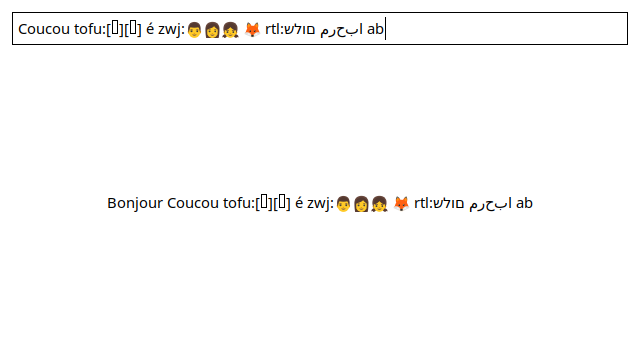 Coucou tofu:[▯][▯] é zwj:👨👩👧 🦊 rtl:שלום مرحبا ab
Bonjour Coucou tofu:[▯][▯] é zwj:👨👩👧 🦊 rtl:שלום مرحبا ab